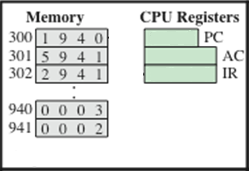 Memory CPU Registers
300 1 9 4 0 PC
301 5 9 4 1 AC
302 2 9 4 1 IR
940 0 0 0 3
941 0 0 0 2